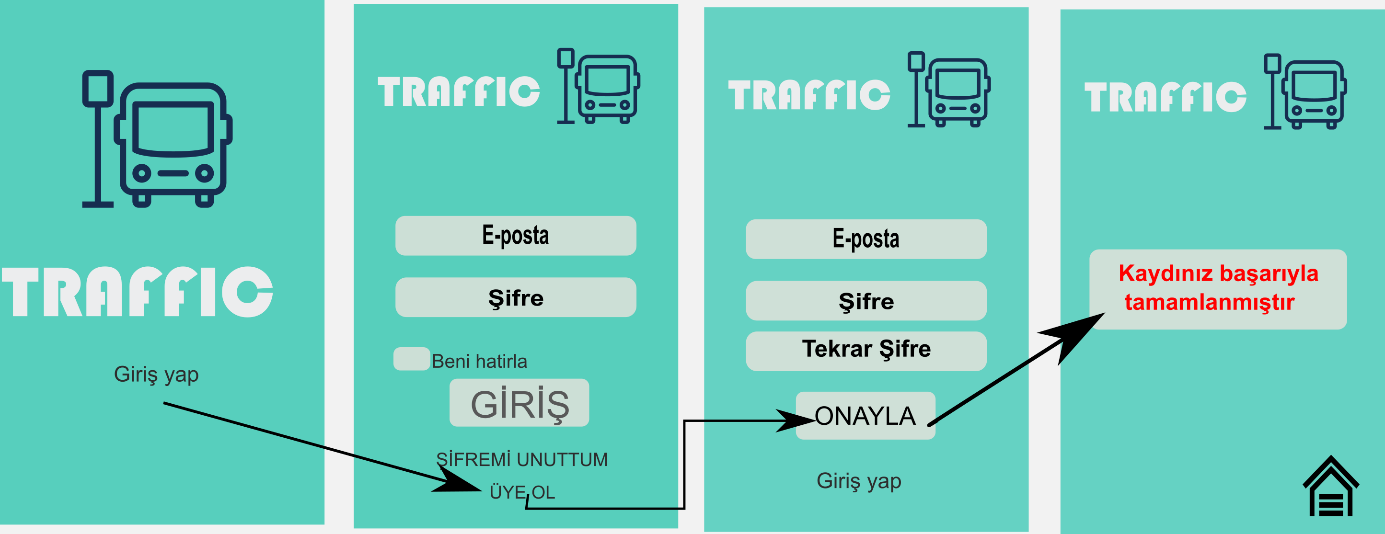 TRAFFIC
Giriş yap
TRAFFIC
E-posta
Şifre
Beni hatirla
GİRİŞ
ŞİFREMİ UNUTTUM
ÜYE OL
TRAFFIC
E-posta
Şifre
Tekrar Şifre
ONAYLA
Giriş yap
TRAFFIC
Kaydınız başarıyla
tamamlanmıştır